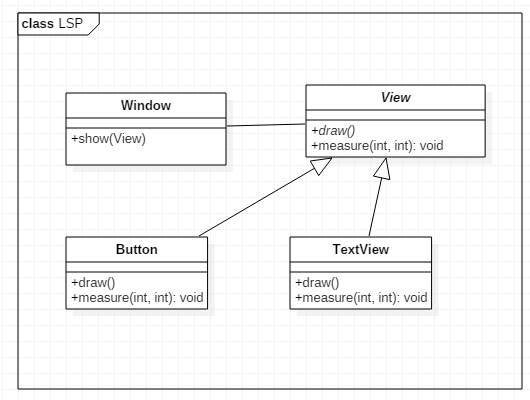 class LSP
Window
+show(View)
View
+draw()
+measure(int, int): void
Button
+draw()
+measure(int, int): void
TextView
+draw()
+measure(int, int): void